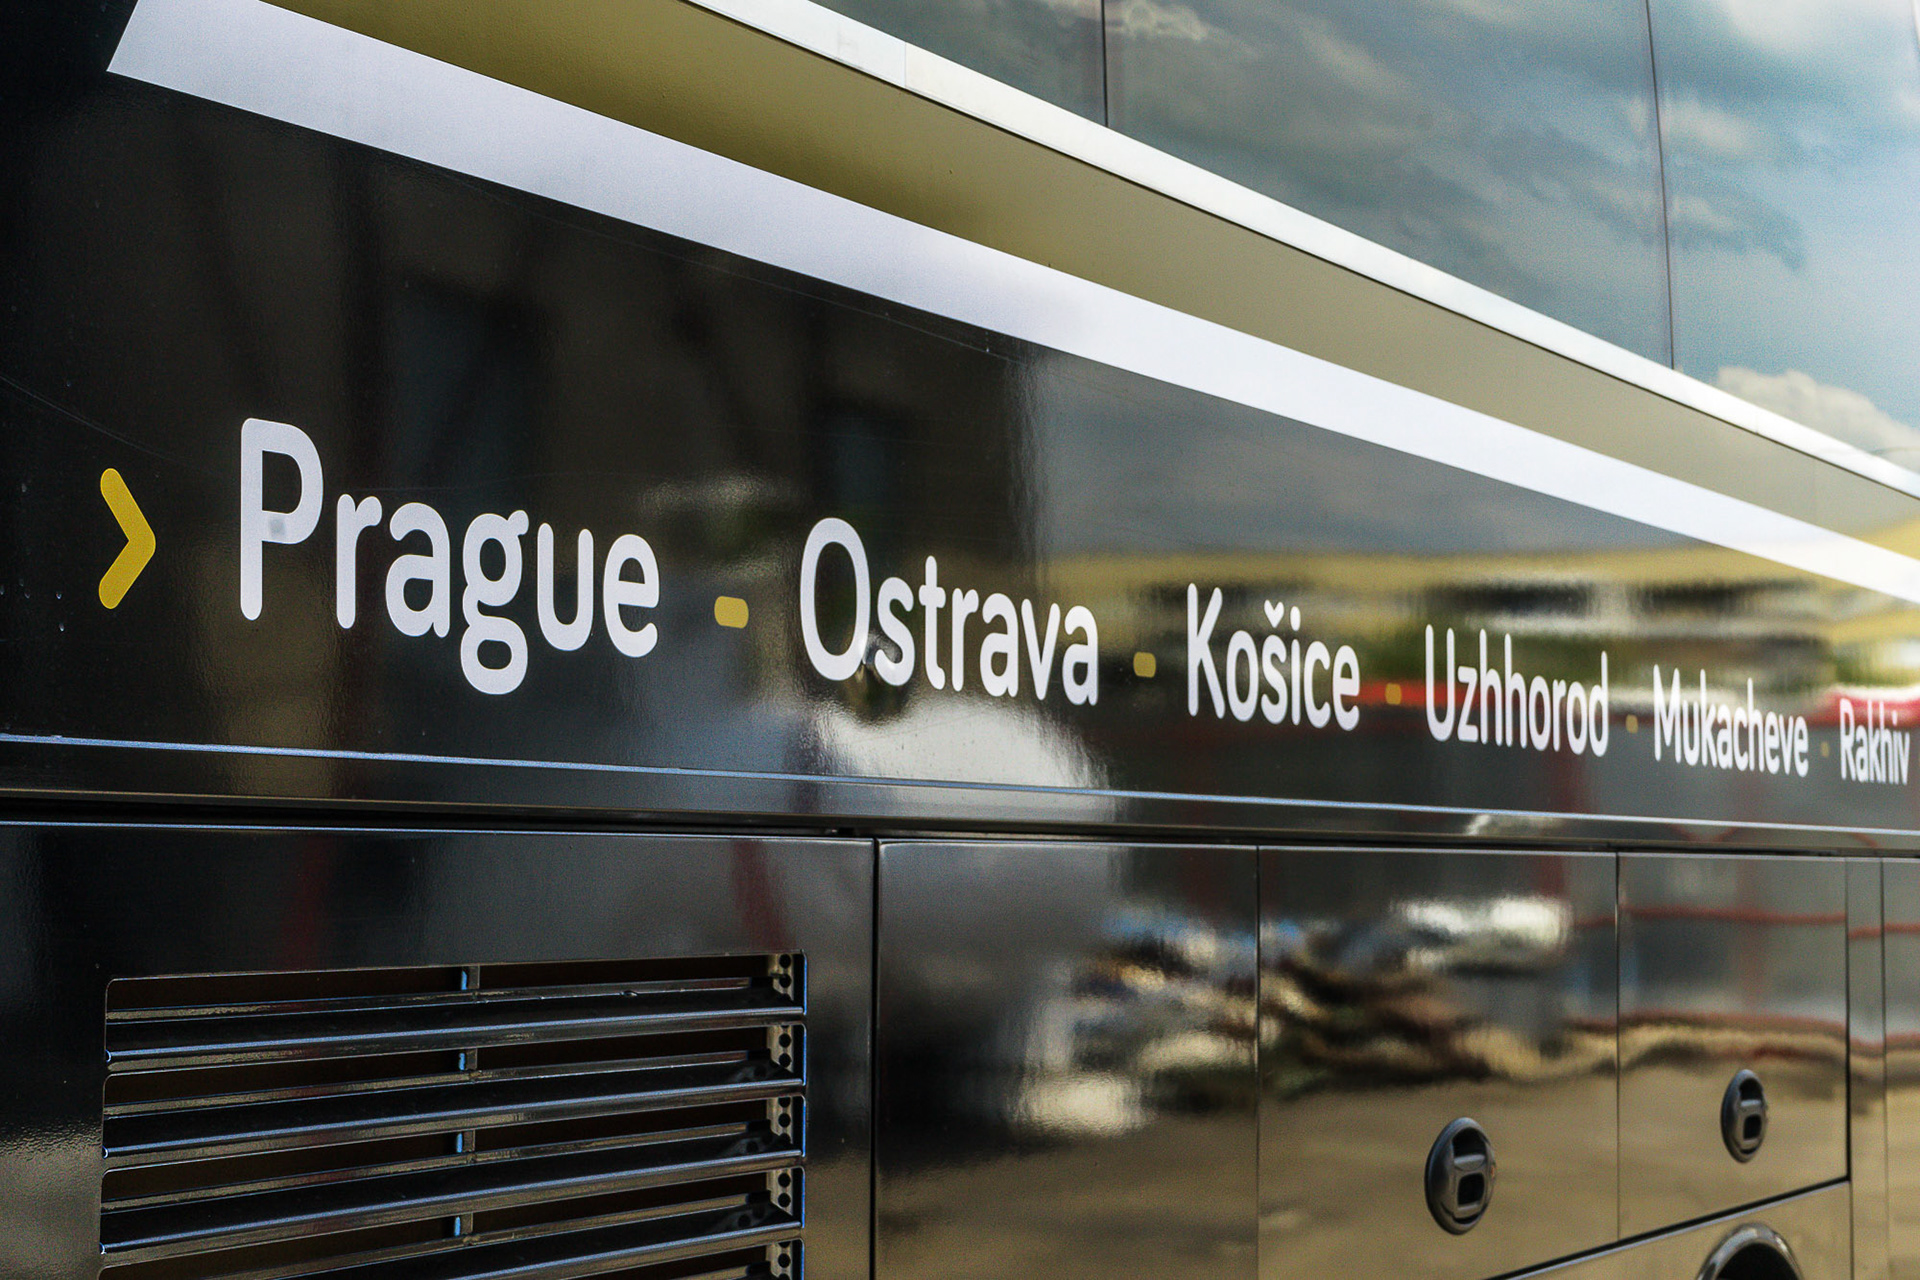 > Prague - Ostrava - Košice - Uzhhorod - Mukacheve - Rakhiv